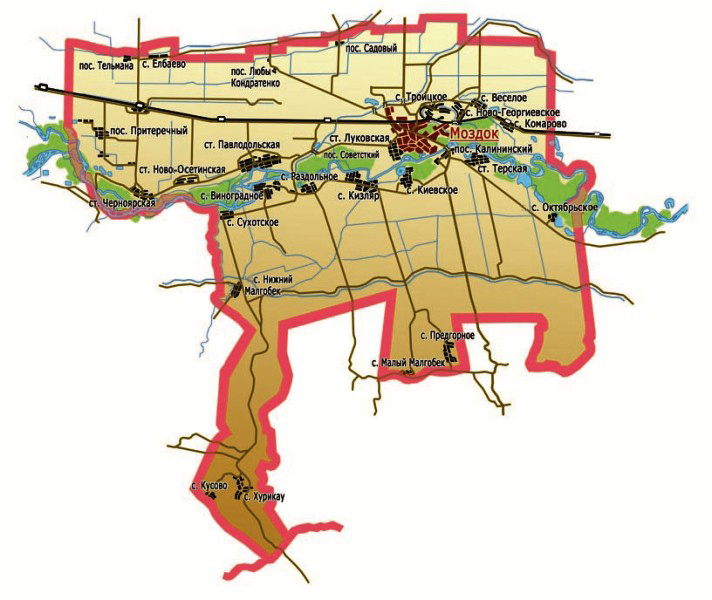 пос. Садовый
пос. Тельмана
с. Елбаево
пос. Любы
Кондратенко
с. Троицкое
с. Веселое
с. Ново-Георгиевское
с. Комарово
пос. Притеречный
ст. Луковская
Моздок
ст. Павлодольская
пос. Советский
пос. Калининский
ст. Ново-Осетинская
ст. Терская
с. Раздольное
с. Виноградное
с. Кизляр
с. Киевское
ст. Черноярская
с. Октябрьское
с. Сухотское
с. Нижний
Малгобек
с. Предгорное
с. Малый Малгобек
с. Кусово
с. Хурикау